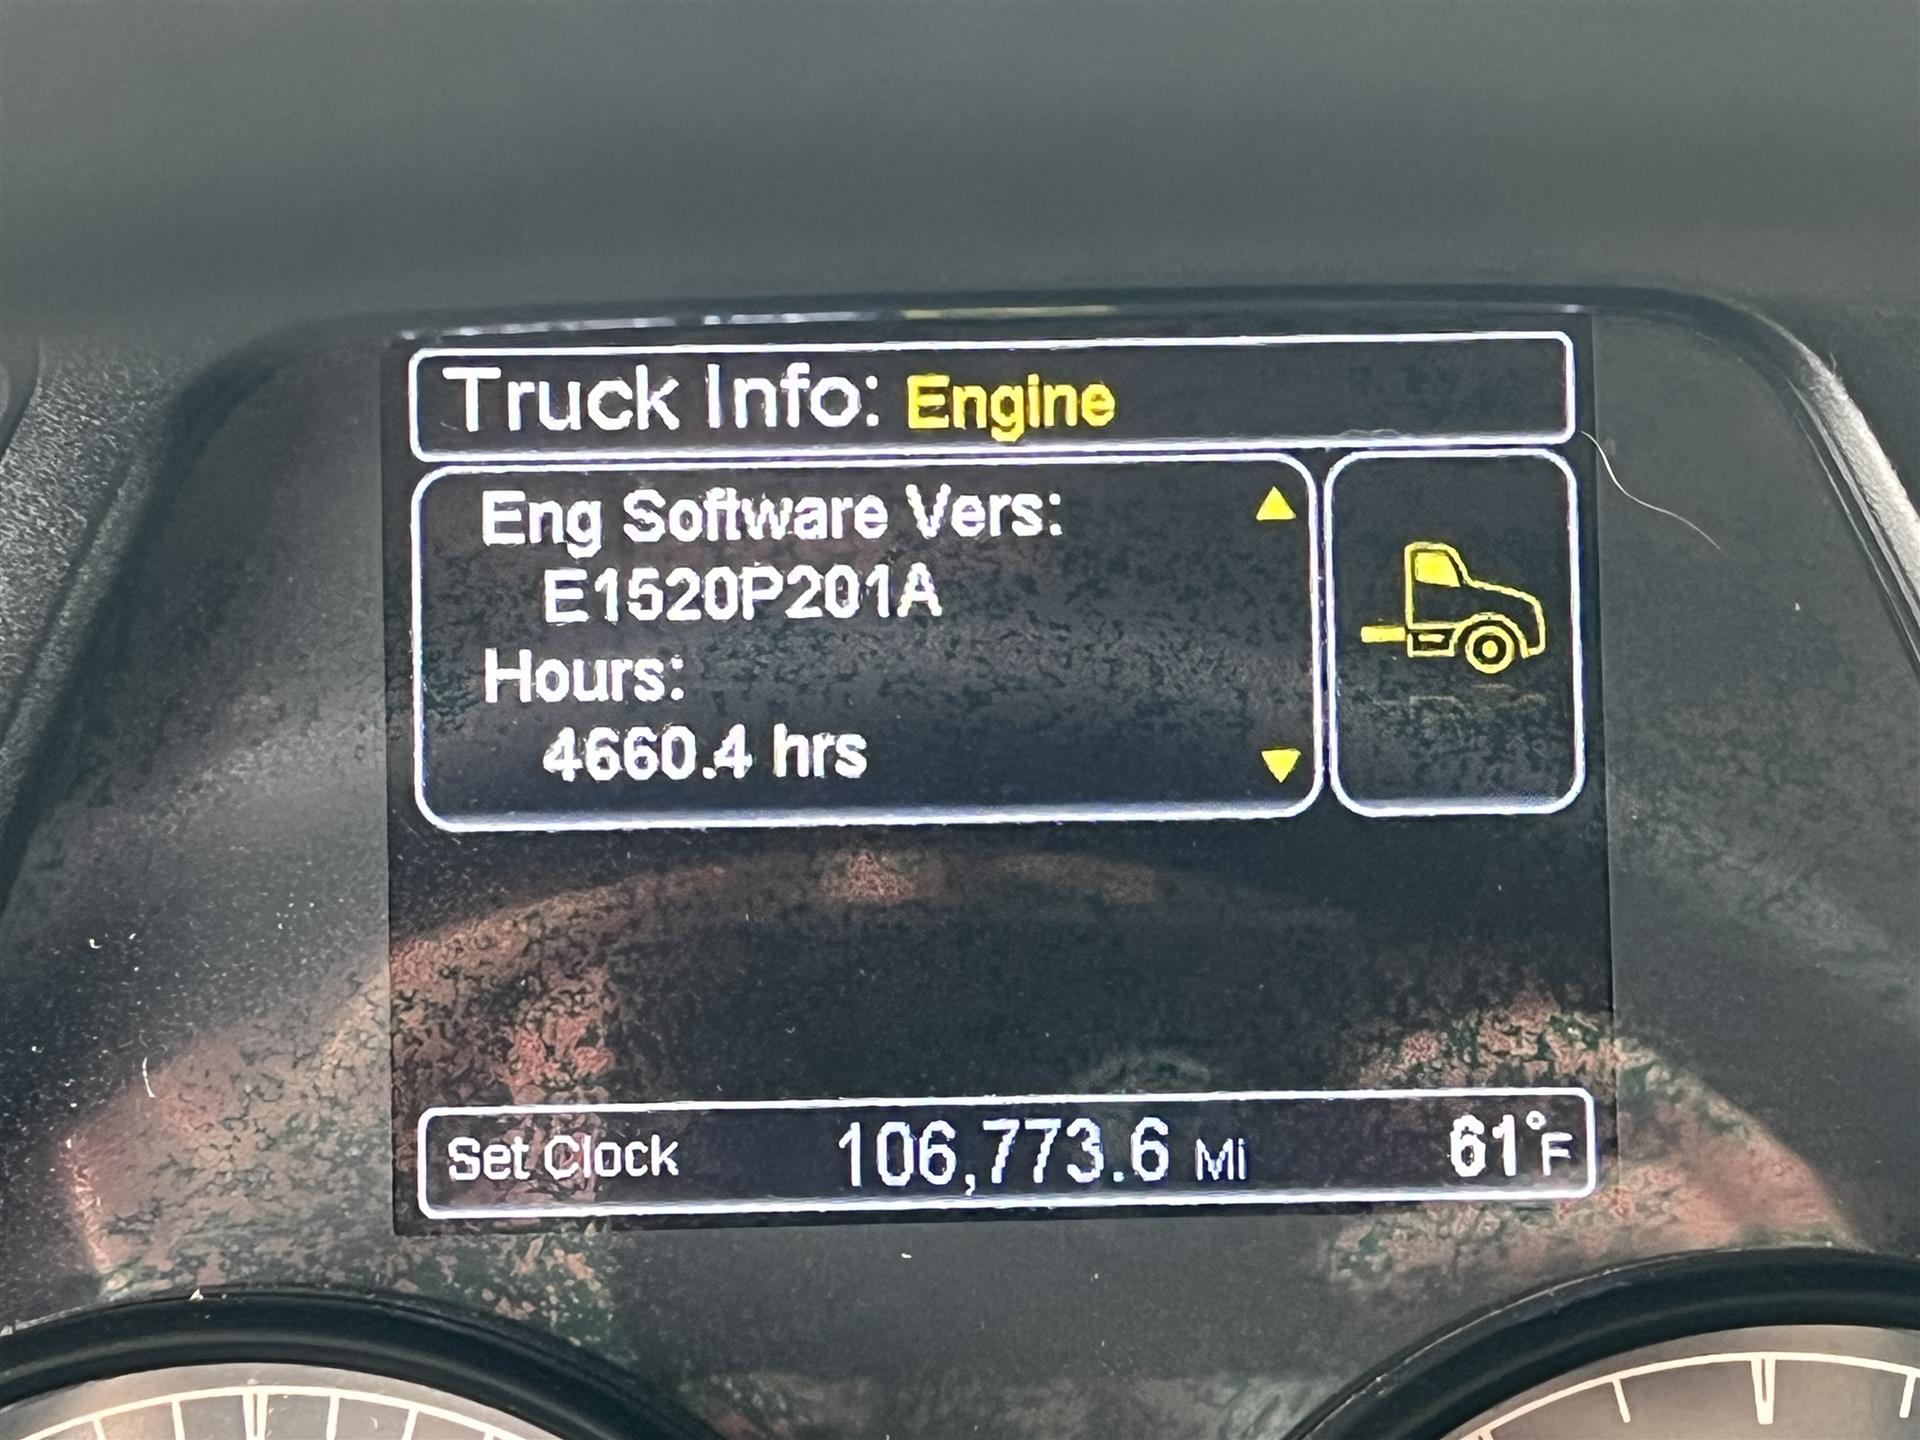 Truck Info: Engine
Eng Software Vers:
E1520P201A
Hours:
4660.4 hrs
Set Clock 106,773.6 Mi 61°F